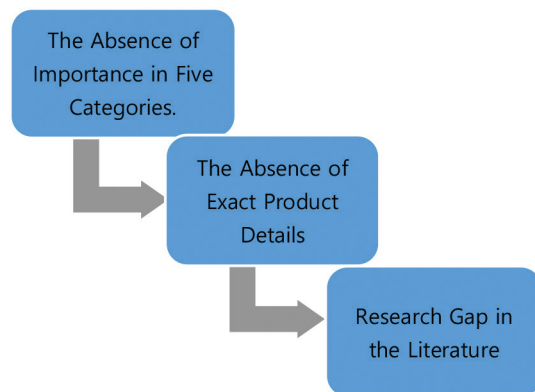 The Absence of
Importance in Five
Categories.
The Absence of
Exact Product
Details
Research Gap in
the Literature